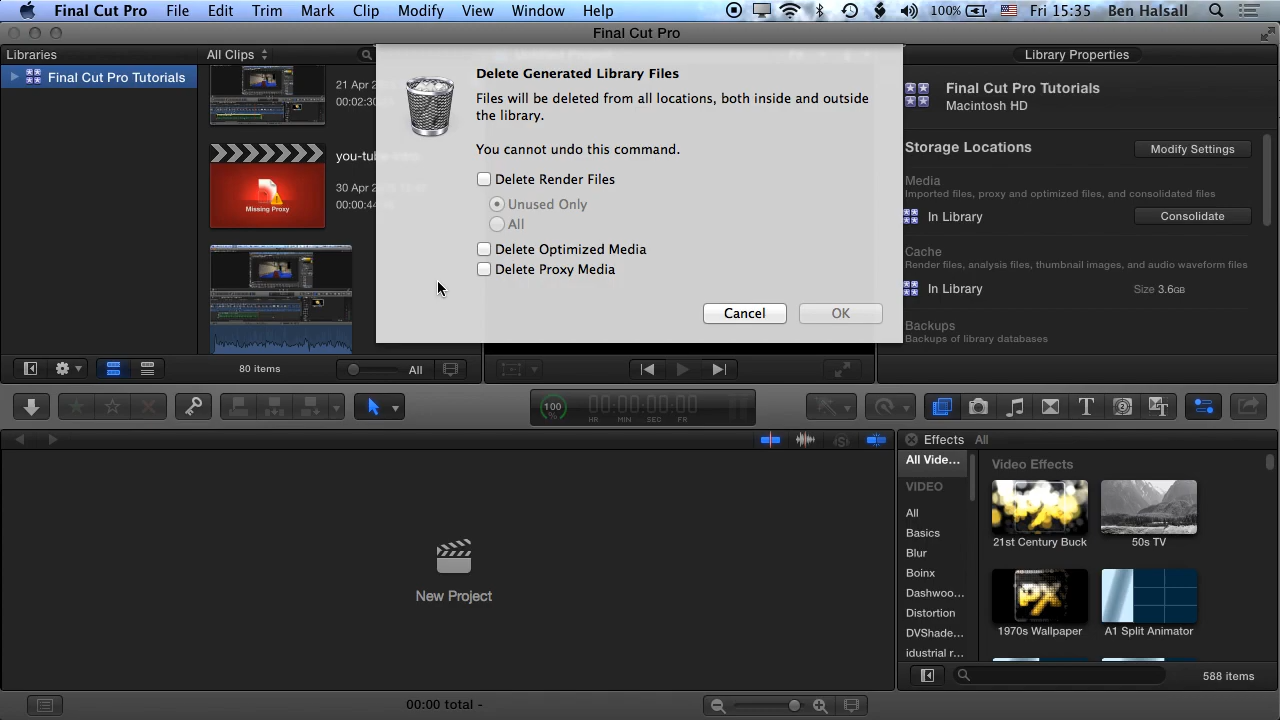 Final Cut Pro File Edit Trim Mark Clip Modify View Window Help 100% Fri 15:35 Ben Halsall
Final Cut Pro
Libraries
All Clips
Library Properties
Final Cut Pro Tutorials
21 Apr
00:02:30
you-tube
30 Apr
00:00:44
Missing Proxy
Delete Generated Library Files
Files will be deleted from all locations, both inside and outside
the library.
You cannot undo this command.
Delete Render Files
Unused Only
All
Delete Optimized Media
Delete Proxy Media
Cancel
OK
Final Cut Pro Tutorials
Macintosh HD
Storage Locations
Modify Settings
Media
Imported files, proxy and optimized files, and consolidated files
In Library
Consolidate
Cache
Render files, analysis files, thumbnail images, and audio waveform files
In Library
Size 3.6GB
Backups
Backups of library databases
80 items
All
100
%
00:00:00:00
HR MIN SEC FR
Effects All
All Vide...
VIDEO
All
Basics
Blur
Boinx
Dashwoo...
Distortion
DVShade...
idustrial r...
Video Effects
21st Century Buck
50s TV
1970s Wallpaper
A1 Split Animator
New Project
00:00 total -
588 items